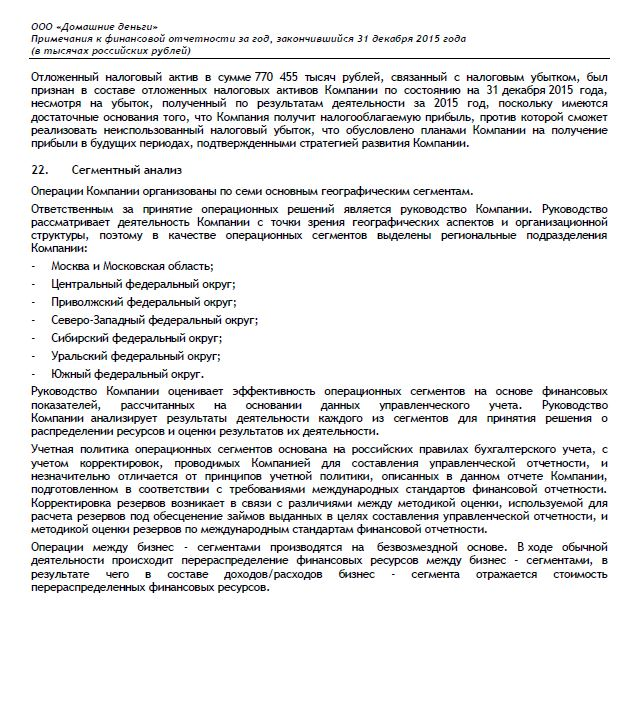 ООО «Домашние деньги»
Примечания к финансовой отчетности за год, закончившийся 31 декабря 2015 года
(в тысячах российских рублей)
Отложенный налоговый актив в сумме 770 455 тысяч рублей, связанный с налоговым убытком, был
признан в составе отложенных налоговых активов Компании по состоянию на 31 декабря 2015 года,
несмотря на убыток, полученный по результатам деятельности за 2015 год, поскольку имеются
достаточные основания того, что Компания получит налогооблагаемую прибыль, против которой сможет
реализовать неиспользованный налоговый убыток, что обусловлено планами Компании на получение
прибыли в будущих периодах, подтвержденными стратегией развития Компании.
22. Сегментный анализ
Операции Компании организованы по семи основным географическим сегментам.
Ответственным за принятие операционных решений является руководство Компании. Руководство
рассматривает деятельность Компании с точки зрения географических аспектов и организационной
структуры, поэтому в качестве операционных сегментов выделены региональные подразделения
Компании:
- Москва и Московская область;
- Центральный федеральный округ;
- Приволжский федеральный округ;
- Северо-Западный федеральный округ;
- Сибирский федеральный округ;
- Уральский федеральный округ;
- Южный федеральный округ.
Руководство Компании оценивает эффективность операционных сегментов на основе финансовых
показателей, рассчитанных на основании данных управленческого учета. Руководство
Компании анализирует результаты деятельности каждого из сегментов для принятия решения о
распределении ресурсов и оценки результатов их деятельности.
Учетная политика операционных сегментов основана на российских правилах бухгалтерского учета, с
учетом корректировок, проводимых Компанией для составления управленческой отчетности, и
незначительно отличается от принципов учетной политики, описанных в данном отчете Компании,
подготовленном в соответствии с требованиями международных стандартов финансовой отчетности.
Корректировка резервов возникает в связи с различиями между методикой оценки, используемой для
расчета резервов под обесценение займов выданных в целях составления управленческой отчетности, и
методикой оценки резервов по международным стандартам финансовой отчетности.
Операции между бизнес - сегментами производятся на безвозмездной основе. В ходе обычной
деятельности происходит перераспределение финансовых ресурсов между бизнес - сегментами, в
результате чего в составе доходов/расходов бизнес - сегмента отражается стоимость
перераспределенных финансовых ресурсов.